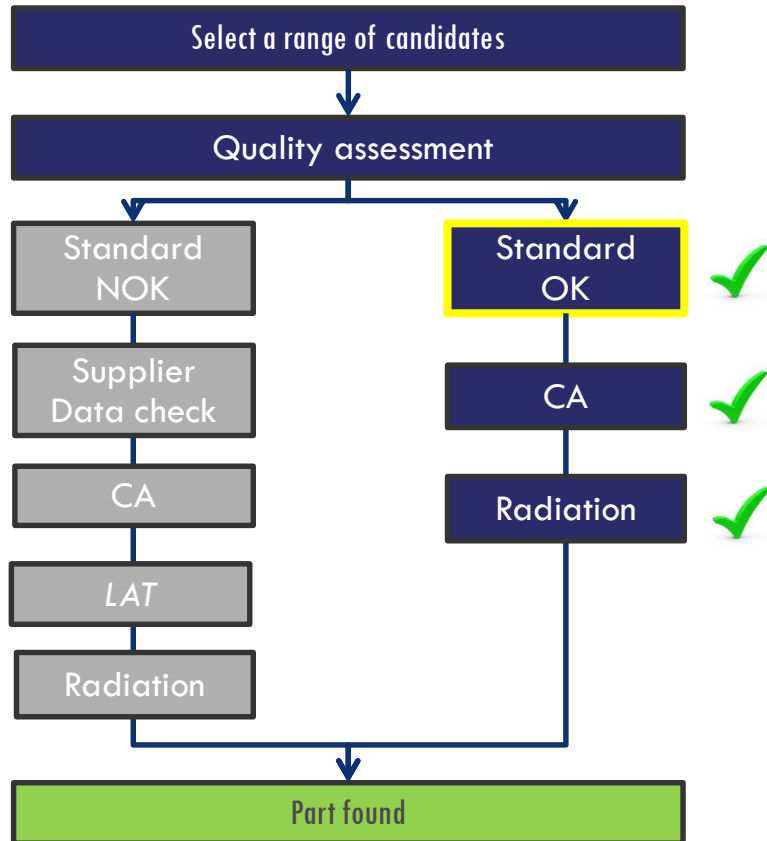 Select a range of candidates
Quality assessment
Standard
NOK
Supplier
Data check
CA
LAT
Radiation
Standard
OK
CA
Radiation
Part found